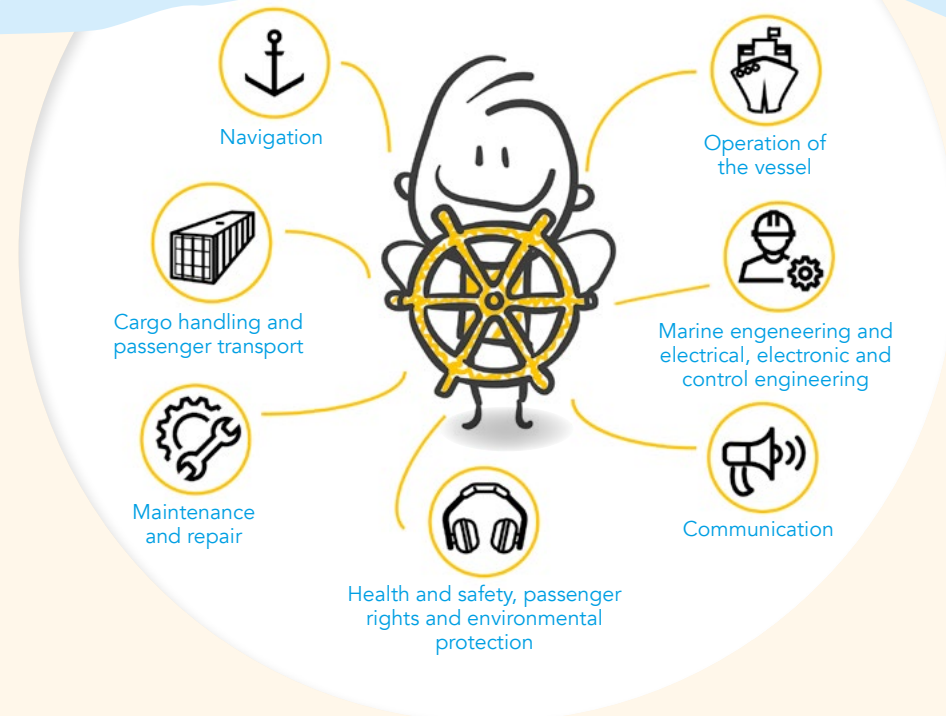 Navigation
Operation of
the vessel
Cargo handling and
passenger transport
Marine engeneering and
electrical, electronic and
control engineering
Maintenance
and repair
Communication
Health and safety, passenger
rights and environmental
protection